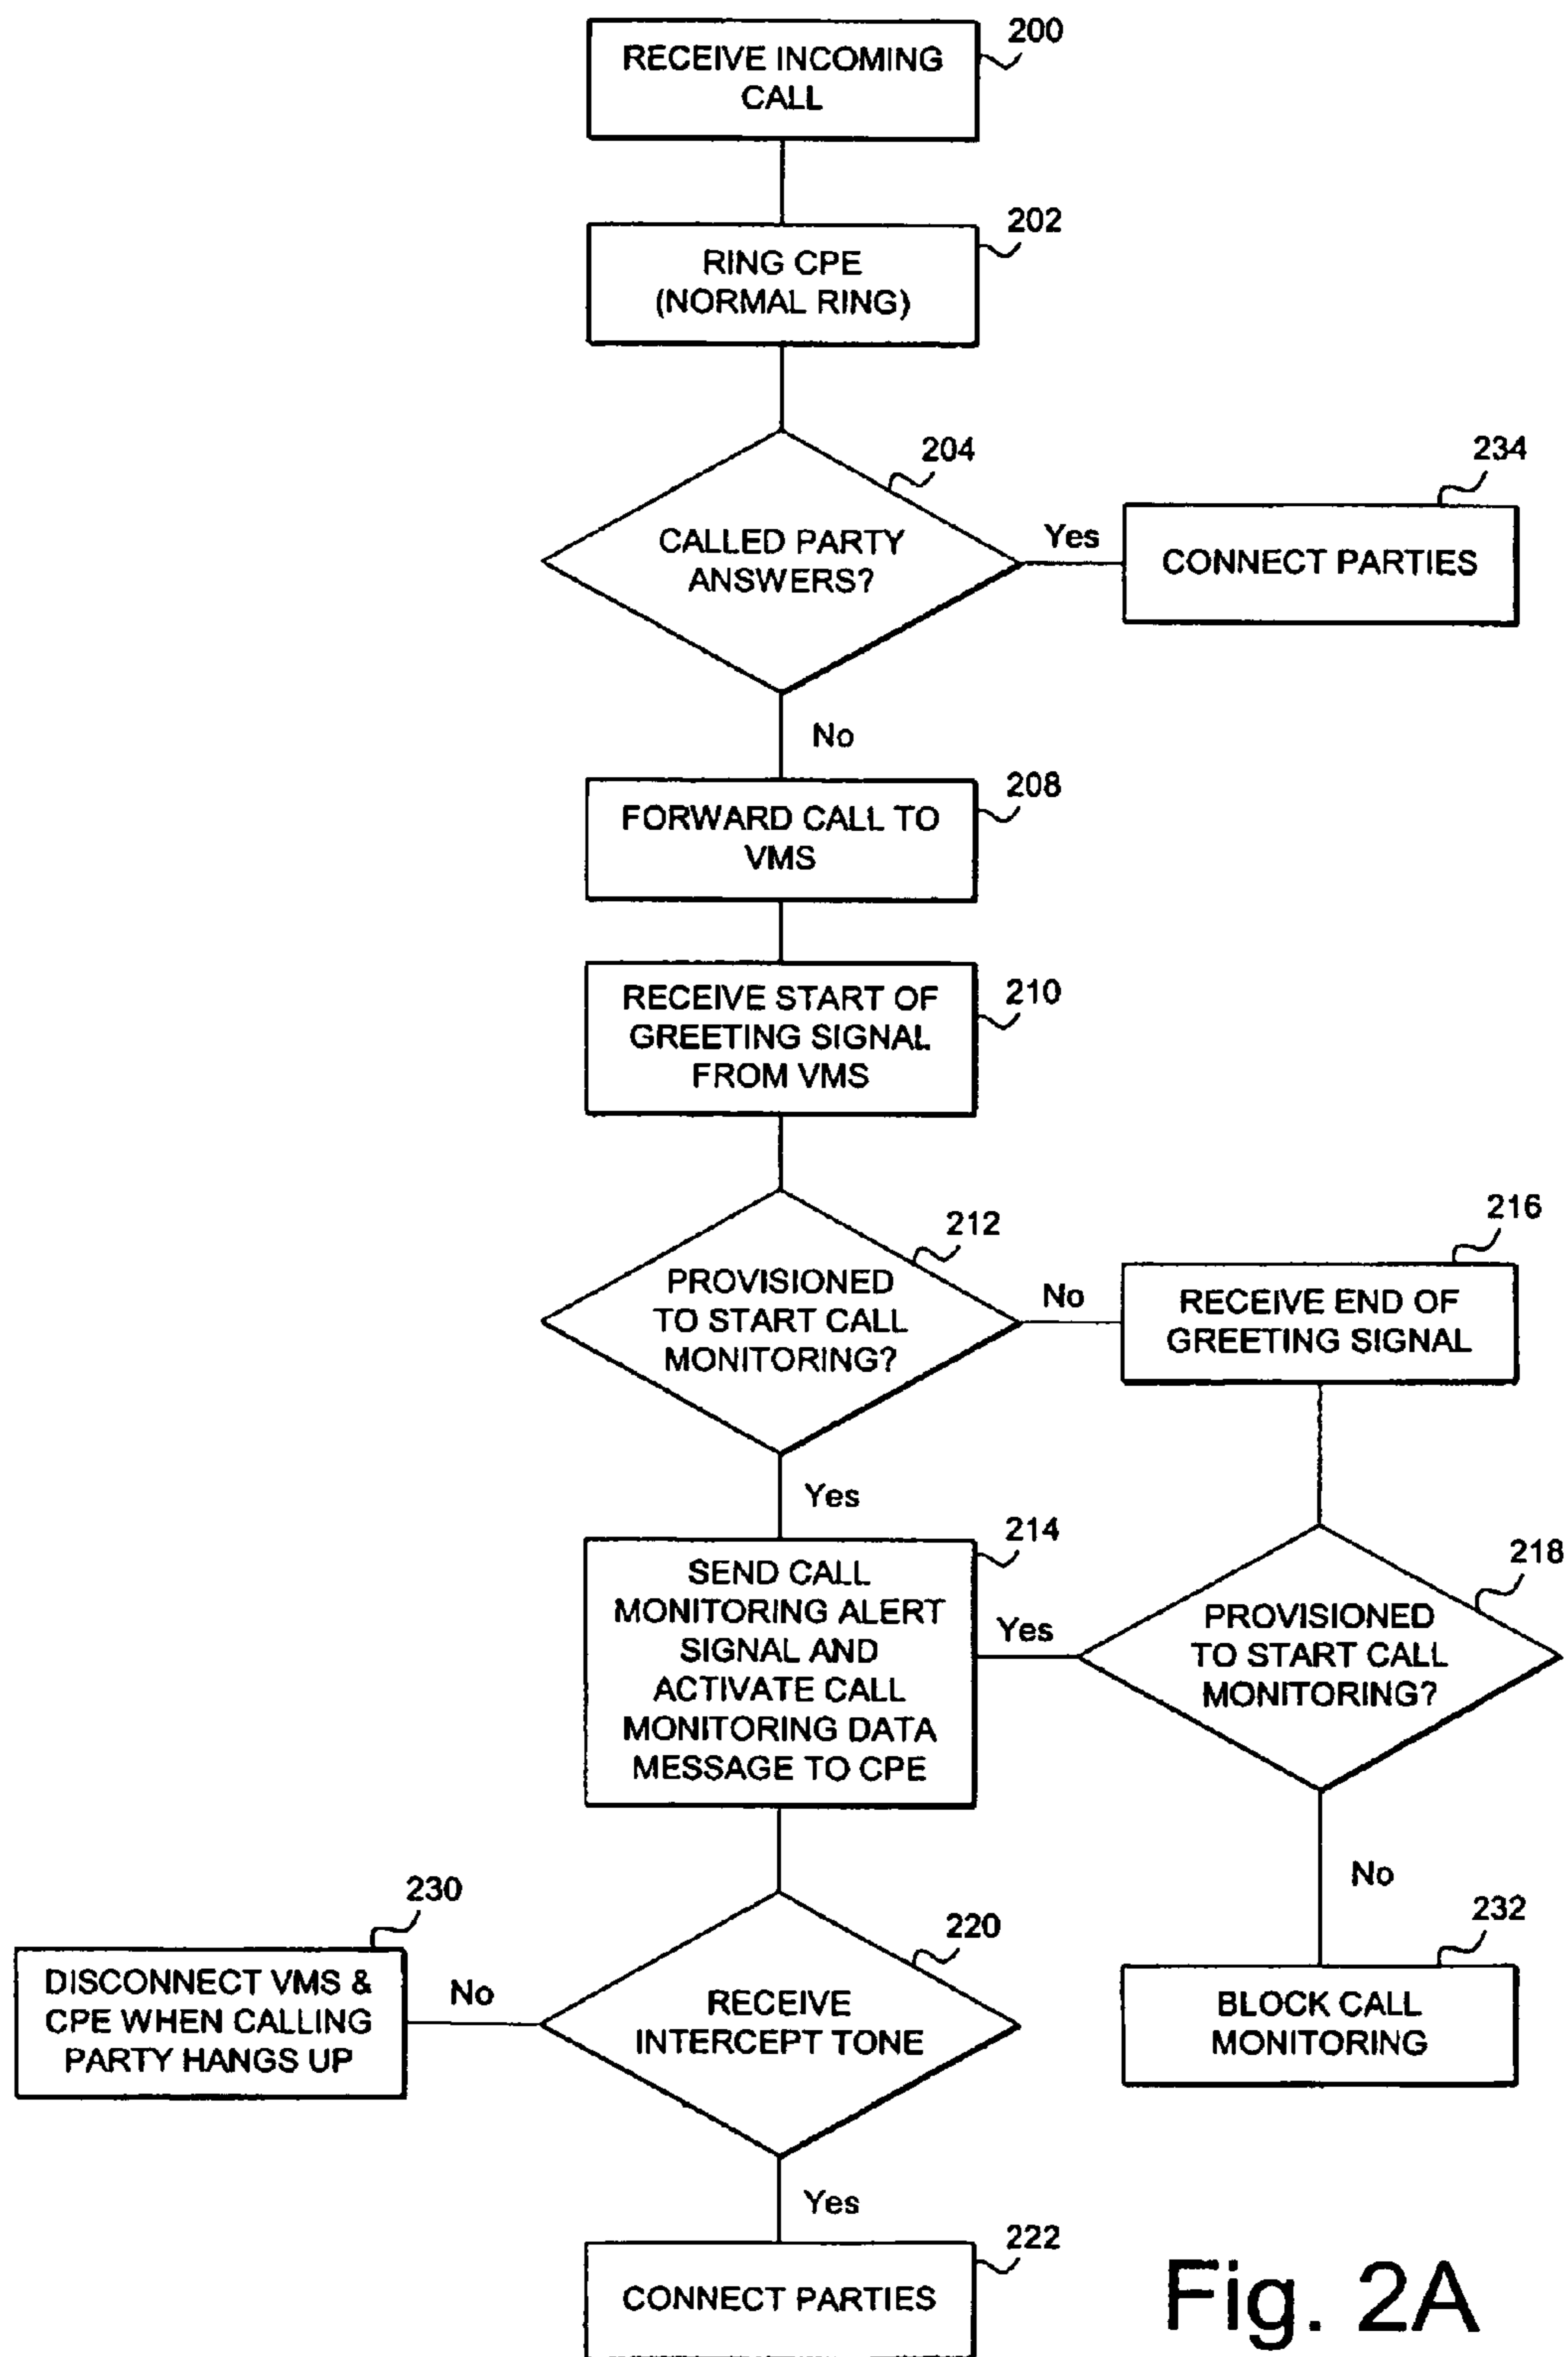 200
RECEIVE INCOMING
CALL
202
RING CPE
(NORMAL RING)
204
CALLED PARTY
ANSWERS?
Yes
234
CONNECT PARTIES
No
208
FORWARD CALL TO
VMS
210
RECEIVE START OF
GREETING SIGNAL
FROM VMS
212
PROVISIONED
TO START CALL
MONITORING?
No
216
RECEIVE END OF
GREETING SIGNAL
Yes
214
SEND CALL
MONITORING ALERT
SIGNAL AND
ACTIVATE CALL
MONITORING DATA
MESSAGE TO CPE
Yes
218
PROVISIONED
TO START CALL
MONITORING?
No
232
BLOCK CALL
MONITORING
220
RECEIVE
INTERCEPT TONE
No
230
DISCONNECT VMS &
CPE WHEN CALLING
PARTY HANGS UP
Yes
222
CONNECT PARTIES
Fig. 2A